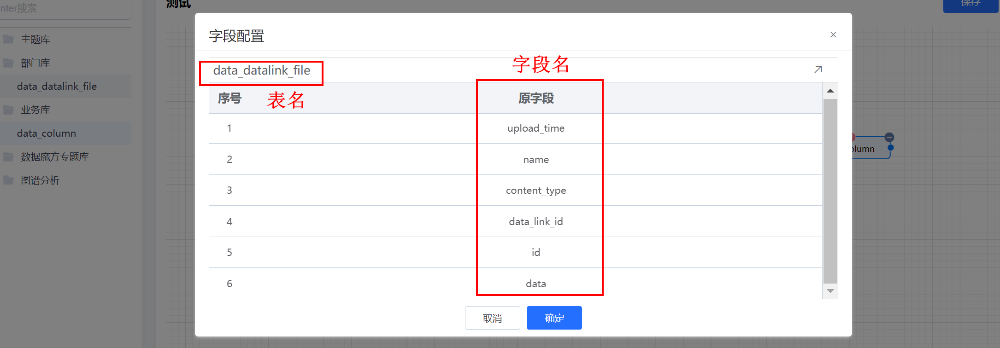 nter搜索
测试
保存
主题库
部门库
data_datalink_file
业务库
data_column
数据魔方专题库
图谱分析
字段配置
data_datalink_file
字段名
表名
序号 原字段
1 upload_time
2 name
3 content_type
4 data_link_id
5 id
6 data
取消 确定
olumn